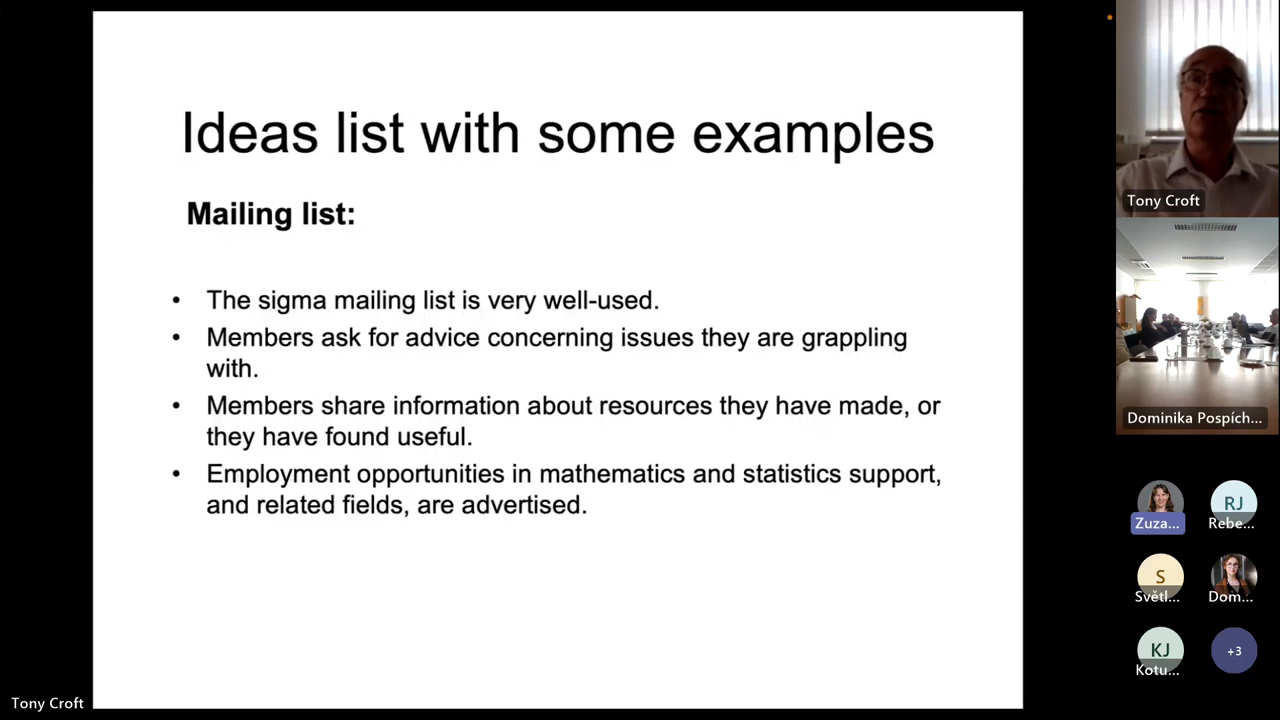 Ideas list with some examples
Mailing list:
• The sigma mailing list is very well-used.
• Members ask for advice concerning issues they are grappling
with.
• Members share information about resources they have made, or
they have found useful.
• Employment opportunities in mathematics and statistics support,
and related fields, are advertised.
Tony Croft
Tony Croft
Dominika Pospích...
Zuza...
RJ
Rebe...
S
Světl...
Dom...
KJ
Kotu...
+3